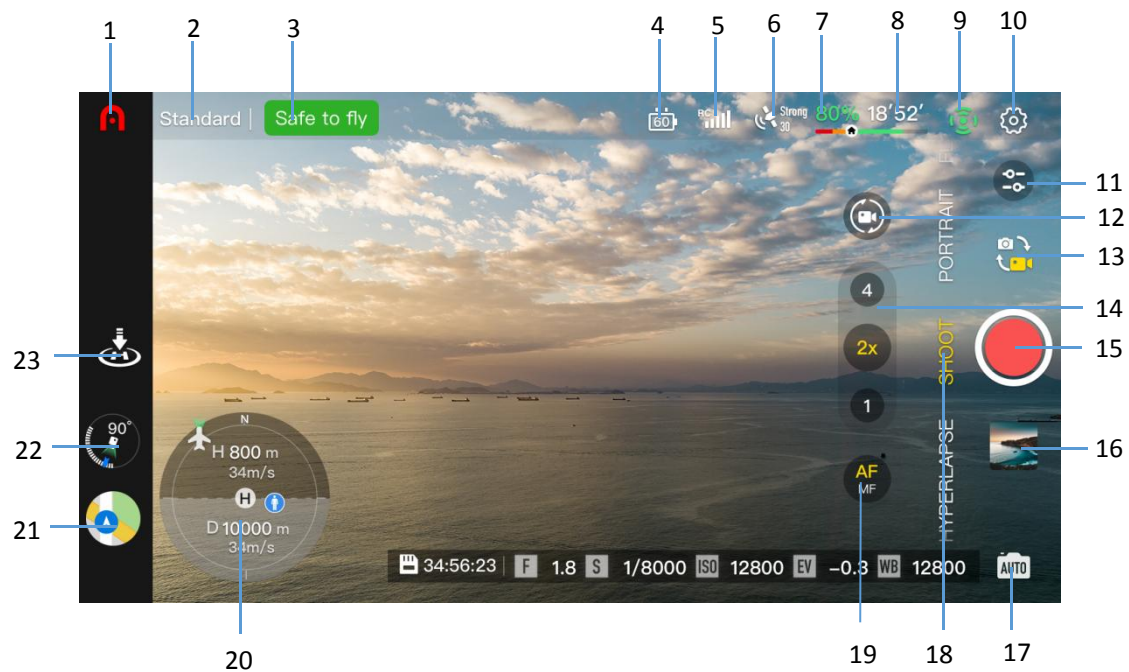 1 2 3 4 5 6 7 8 9 10
Standard Safe to fly 60 RC Strong 30 80% 18′52′
11
PORTRAIT
12
13
4
14
2x
SHOOT
15
1
23
90°
22
N
H 800 m
34m/s
H
D 10000 m
34m/s
AF
MF
HYPERLAPSE
16
21
34:56:23 F 1.8 S 1/8000 ISO 12800 EV -0.3 WB 12800
AUTO
20 19 18 17